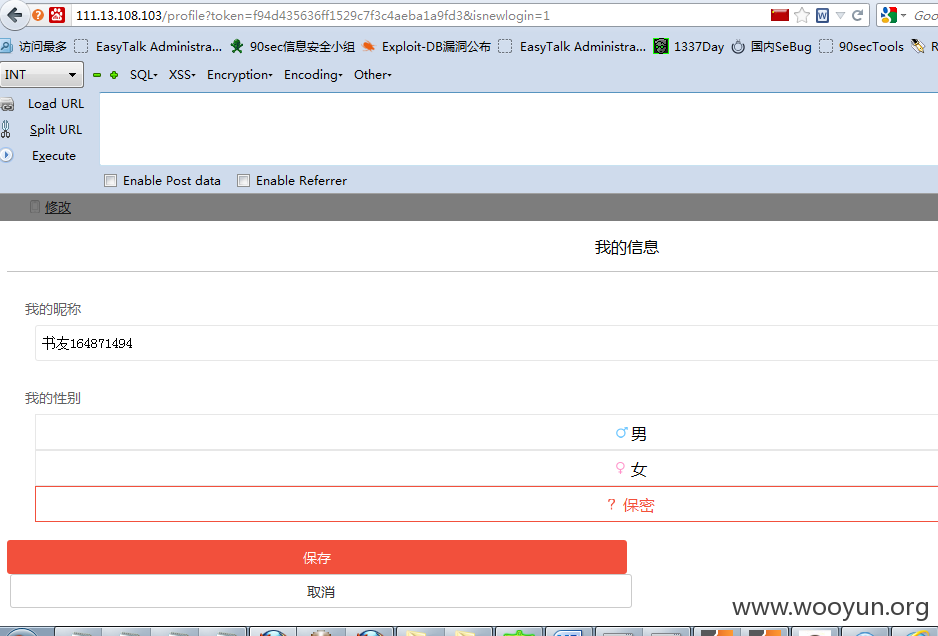 111.13.108.103/profile?token=f94d435636ff1529c7f3c4aeba1a9fd3&isnewlogin=1
Goo
访问最多 EasyTalk Administra... 90sec信息安全小组 Exploit-DB漏洞公布 EasyTalk Administra... 1337Day 国内SeBug 90secTools R
INT SQL XSS Encryption Encoding Other
Load URL
Split URL
Execute
Enable Post data Enable Referrer
修改
我的信息
我的昵称
书友164871494
我的性别
♂男
♀女
? 保密
保存
取消
www.wooyun.org